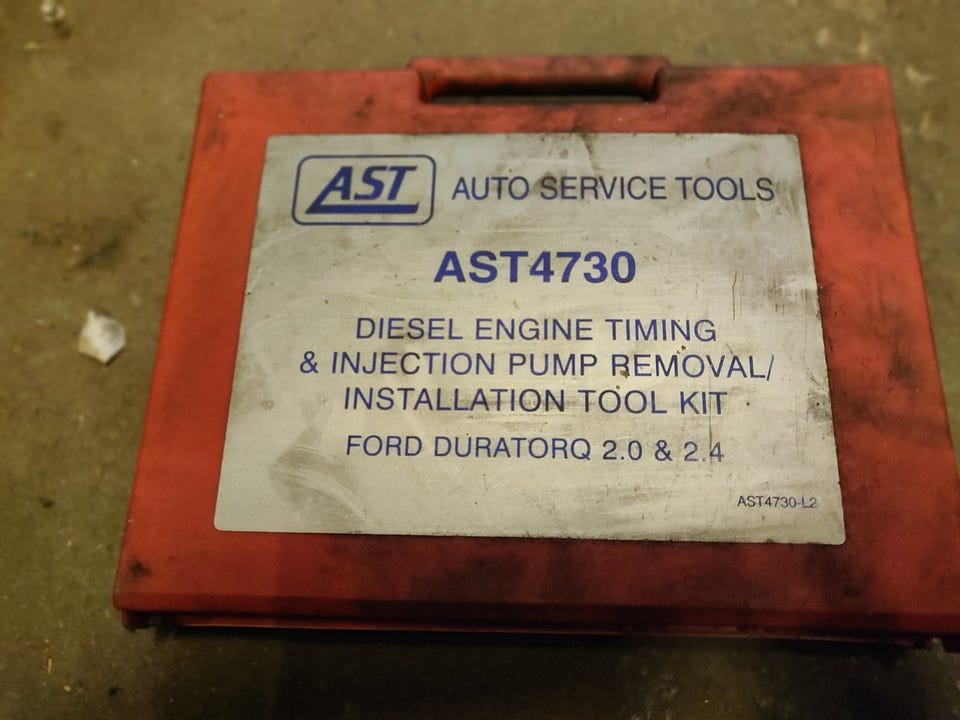 AST AUTO SERVICE TOOLS
AST4730
DIESEL ENGINE TIMING
& INJECTION PUMP REMOVAL/
INSTALLATION TOOL KIT
FORD DURATORQ 2.0 & 2.4
AST4730-L2